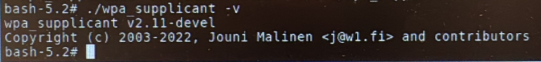 bash-5.2# ./wpa_supplicant -v
wpa_supplicant v2.11-devel
Copyright (c) 2003-2022, Jouni Malinen <j@w1.fi> and contributors
bash-5.2#